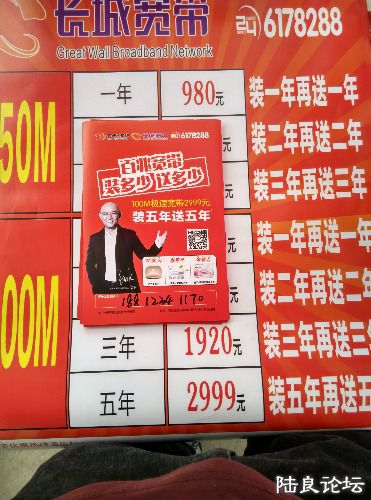 长城宽带
24 6178288
Great Wall Broadband Network
50M
一年
980元
装一年再送一年
装二年再送二年
装三年再送三年
6178288
百兆宽带
买多少送多少
100M极速宽带/2999元
装五年送五年
188 1224 1170
00M
装一年再送一年
装二年再送二年
三年
1920元
装三年再送三年
五年
2999元
装五年再送五
陆良论坛